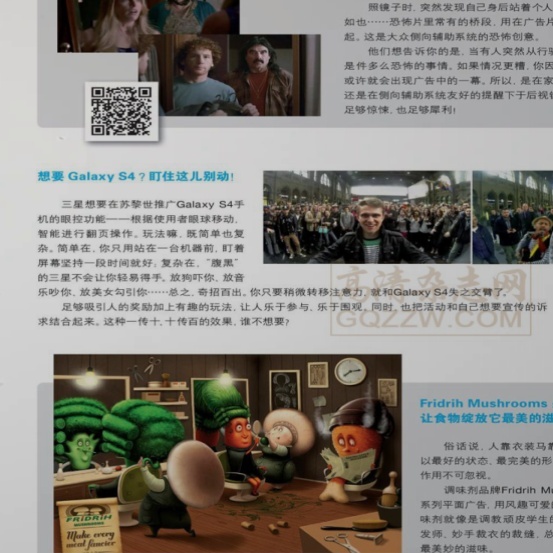 照镜子时，突然发现自己身后站着个人
如也……恐怖片里常有的桥段，用在广告片
起。这是大众侧向辅助系统的恐怖创意。
他们想告诉你的是，当有人突然从行驶
是件多么恐怖的事情。如果情况更糟，你因
或许就会出现广告中的一幕。所以，是在家
还是在侧向辅助系统友好的提醒下于后视镜
足够惊悚，也足够犀利！
想要 Galaxy S4？盯住这儿别动！
三星想要在苏黎世推广Galaxy S4手
机的眼控功能——根据使用者眼球移动，
智能进行翻页操作。玩法嘛，既简单也复
杂。简单在，你只用站在一台机器前，盯着
屏幕坚持一段时间就好，复杂在，“腹黑”
的三星不会让你轻易得手。放狗吓你，放音
乐吵你，放美女勾引你……总之，奇招百出。你只要稍微转移注意力，就和Galaxy S4失之交臂了。
足够吸引人的奖励加上有趣的玩法，让人乐于参与，乐于围观，同时，也把活动和自己想要宣传的诉
求结合起来。这种一传十，十传百的效果，谁不想要?
GQZZW.COM
Fridrih Mushrooms
让食物绽放它最美的滋
俗话说，人靠衣装马靠
以最好的状态，最完美的形
作用不可忽视。
调味剂品牌Fridrih M
系列平面广告，用风趣可爱
味剂就像是调教顽皮学生的
发师，妙手裁衣的裁缝，总
最美妙的滋味。
FRIDRIH
Make every
meal fancier